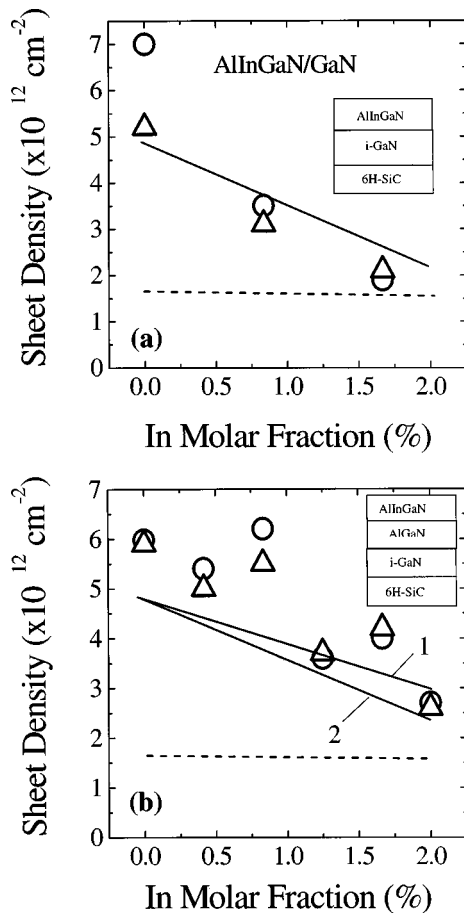 7
6
5
4
3
2
1
0
Sheet Density (x10 12 cm-2)
AlInGaN/GaN
AlInGaN
i-GaN
6H-SiC
(a)
0.0 0.5 1.0 1.5 2.0
In Molar Fraction (%)
7
6
5
4
3
2
1
0
Sheet Density (x10 12 cm-2)
AlInGaN
AlGaN
i-GaN
6H-SiC
1
2
(b)
0.0 0.5 1.0 1.5 2.0
In Molar Fraction (%)